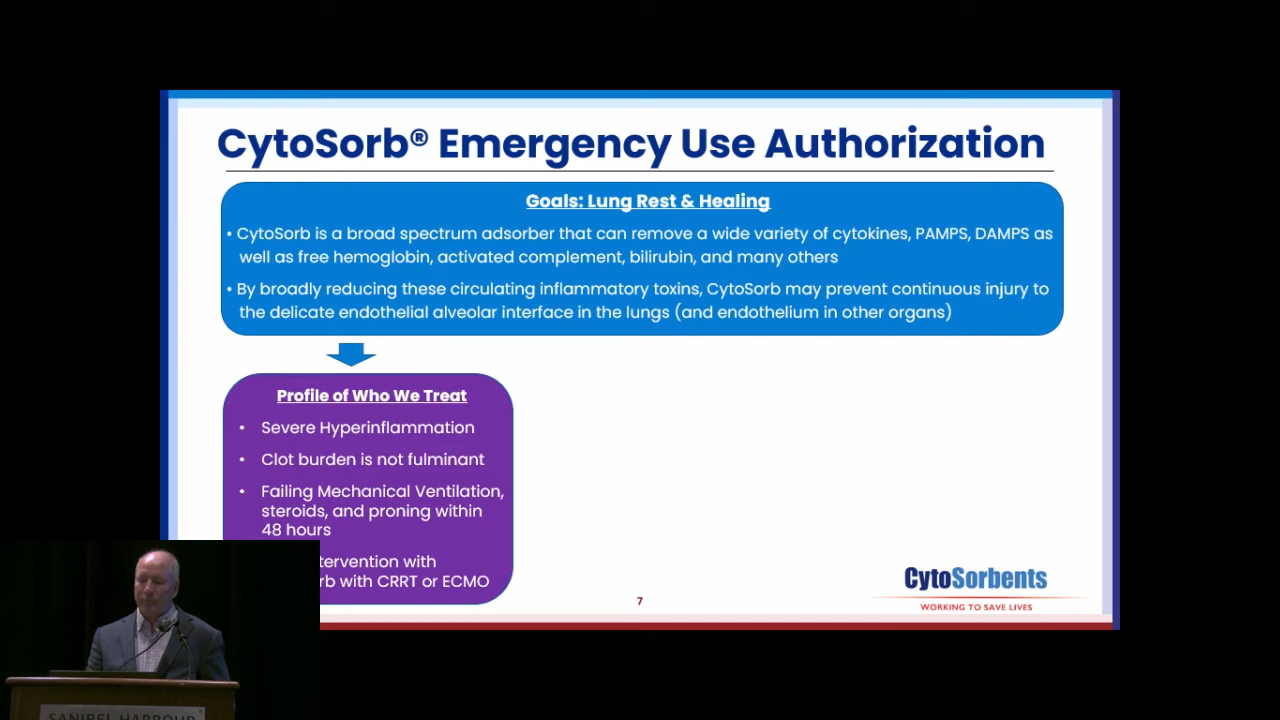 CytoSorb® Emergency Use Authorization
Goals: Lung Rest & Healing
• CytoSorb is a broad spectrum adsorber that can remove a wide variety of cytokines, PAMPS, DAMPS as
well as free hemoglobin, activated complement, bilirubin, and many others
• By broadly reducing these circulating inflammatory toxins, CytoSorb may prevent continuous injury to
the delicate endothelial alveolar interface in the lungs (and endothelium in other organs)
Profile of Who We Treat
• Severe Hyperinflammation
• Clot burden is not fulminant
• Failing Mechanical Ventilation,
steroids, and proning within
48 hours
tervention with
rb with CRRT or ECMO
7
CytoSorbents
WORKING TO SAVE LIVES
SANIBEL HARBOUR